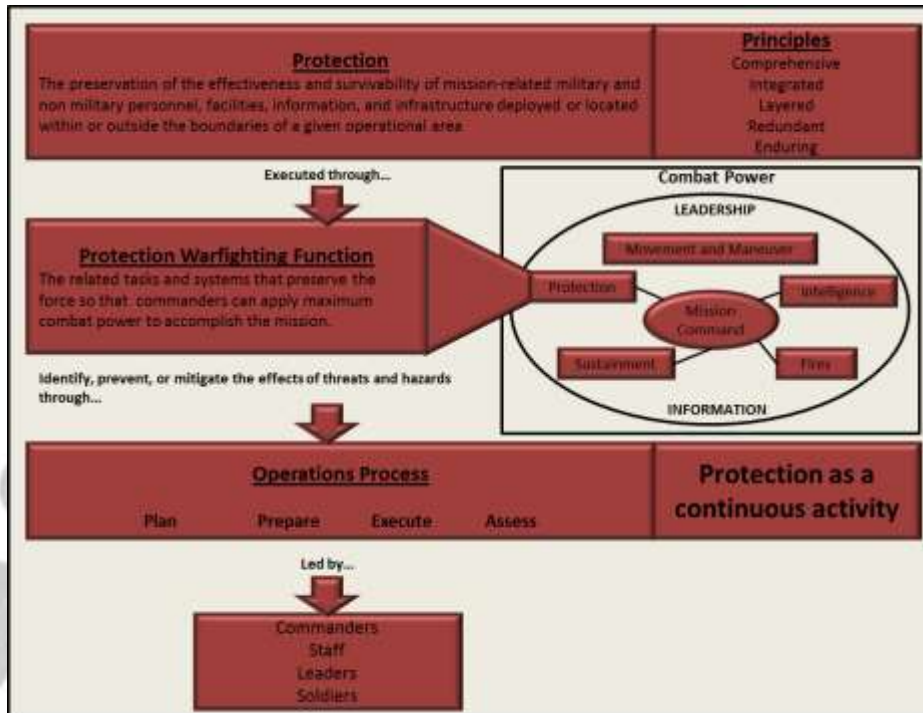 Protection
The preservation of the effectiveness and survivability of mission-related military and
non military personnel, facilities, information, and infrastructure deployed or located
within or outside the boundaries of a given operational area
Principles
Comprehensive
Integrated
Layered
Redundant
Enduring
Executed through...
Protection Warfighting Function
The related tasks and systems that preserve the
force so that. commanders can apply maximum
combat power to accomplish the mission.
Combat Power
LEADERSHIP
Movement and Maneuver
Protection
Intelligence
Mission
Command
Sustainment
Fires
INFORMATION
Identify, prevent, or mitigate the effects of threats and hazards
through...
Operations Process
Plan Prepare Execute Assess
Protection as a
continuous activity
Led by...
Commanders
Staff
Leaders
Soldiers